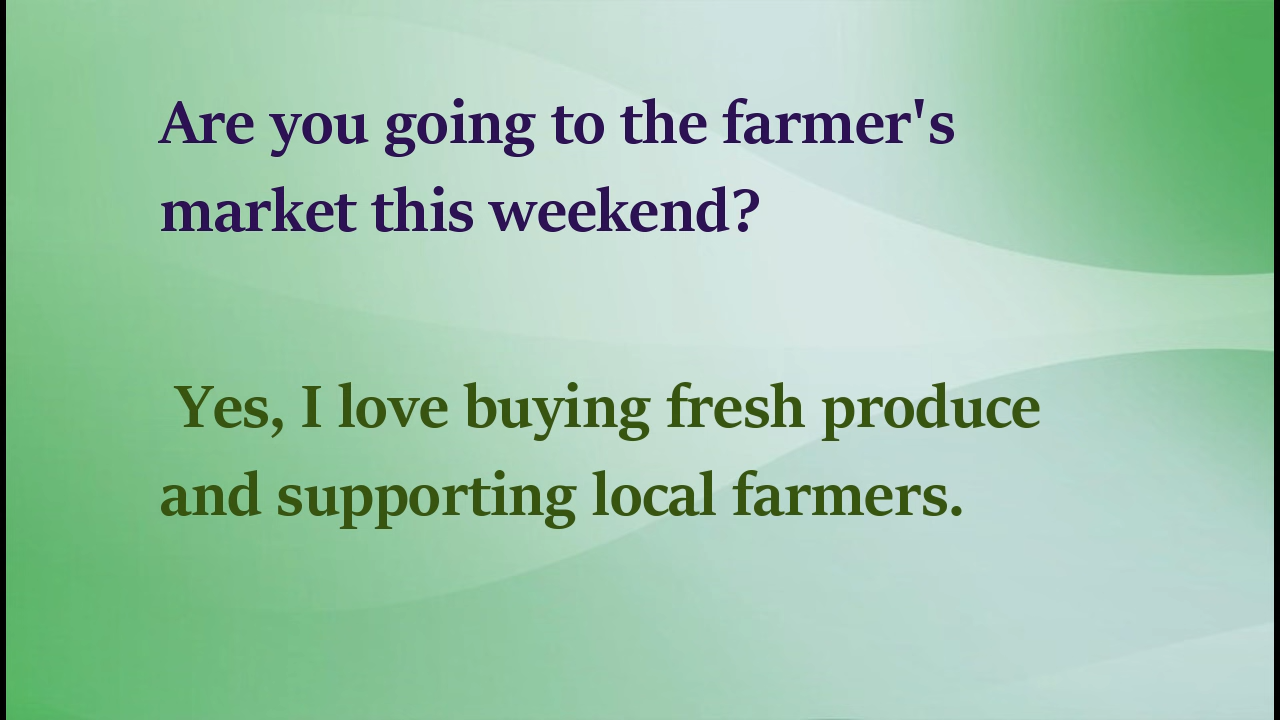 Are you going to the farmer's
market this weekend?
Yes, I love buying fresh produce
and supporting local farmers.